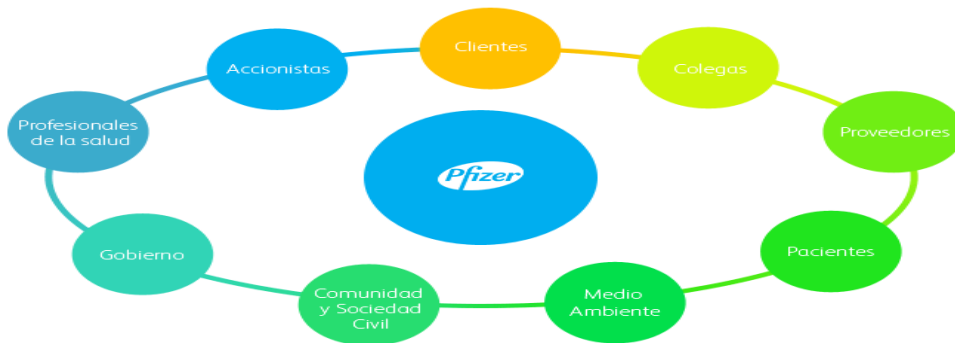 Clientes
Colegas
Proveedores
Pacientes
Medio
Ambiente
Comunidad
y Sociedad
Civil
Gobierno
Profesionales
de la salud
Accionistas
Pfizer